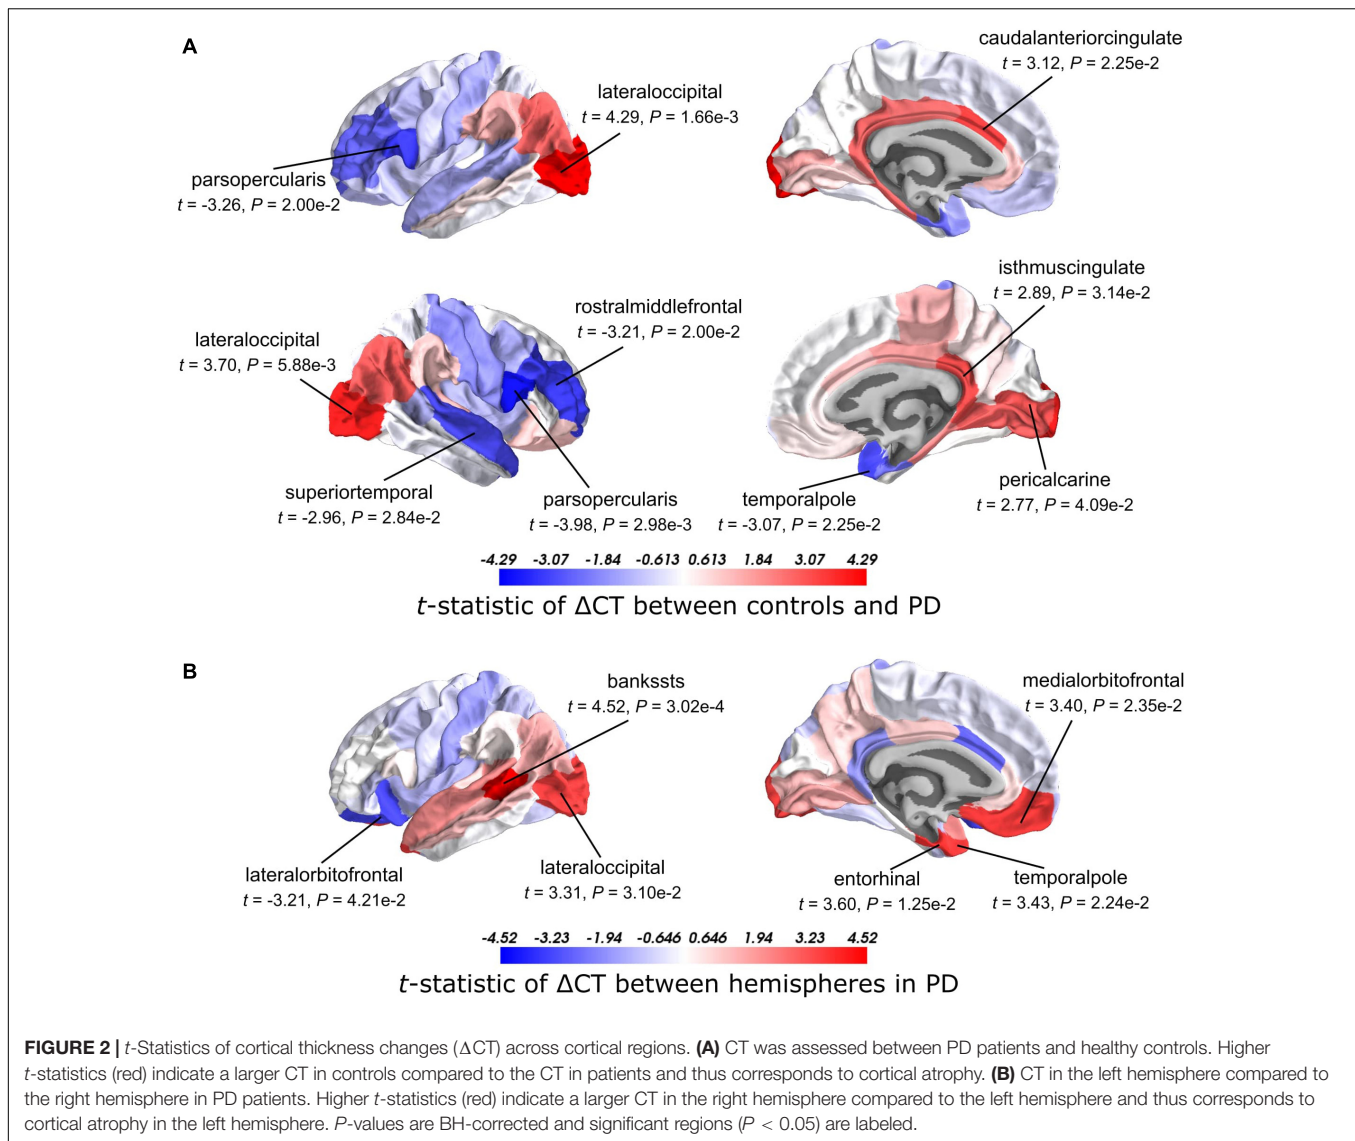 A
caudalanteriorcingulate
t = 3.12, P = 2.25e-2
lateraloccipital
t = 4.29, P = 1.66e-3
parsopercularis
t = -3.26, P = 2.00e-2
isthmuscingulate
t = 2.89, P = 3.14e-2
rostralmiddlefrontal
t = -3.21, P = 2.00e-2
lateraloccipital
t = 3.70, P = 5.88e-3
pericalcarine
t = 2.77, P = 4.09e-2
superiortemporal
t = -2.96, P = 2.84e-2
parsopercularis
t = -3.98, P = 2.98e-3
temporalpole
t = -3.07, P = 2.25e-2
-4.29 -3.07 -1.84 -0.613 0.613 1.84 3.07 4.29
t-statistic of ΔCT between controls and PD
B
bankssts
t = 4.52, P = 3.02e-4
medialorbitofrontal
t = 3.40, P = 2.35e-2
lateralorbitofrontal
t = -3.21, P = 4.21e-2
lateraloccipital
t = 3.31, P = 3.10e-2
entorhinal
t = 3.60, P = 1.25e-2
temporalpole
t = 3.43, P = 2.24e-2
-4.52 -3.23 -1.94 -0.646 0.646 1.94 3.23 4.52
t-statistic of ΔCT between hemispheres in PD
FIGURE 2 | t-Statistics of cortical thickness changes (ΔCT) across cortical regions. (A) CT was assessed between PD patients and healthy controls. Higher
t-statistics (red) indicate a larger CT in controls compared to the CT in patients and thus corresponds to cortical atrophy. (B) CT in the left hemisphere compared to
the right hemisphere in PD patients. Higher t-statistics (red) indicate a larger CT in the right hemisphere compared to the left hemisphere and thus corresponds to
cortical atrophy in the left hemisphere. P-values are BH-corrected and significant regions (P < 0.05) are labeled.